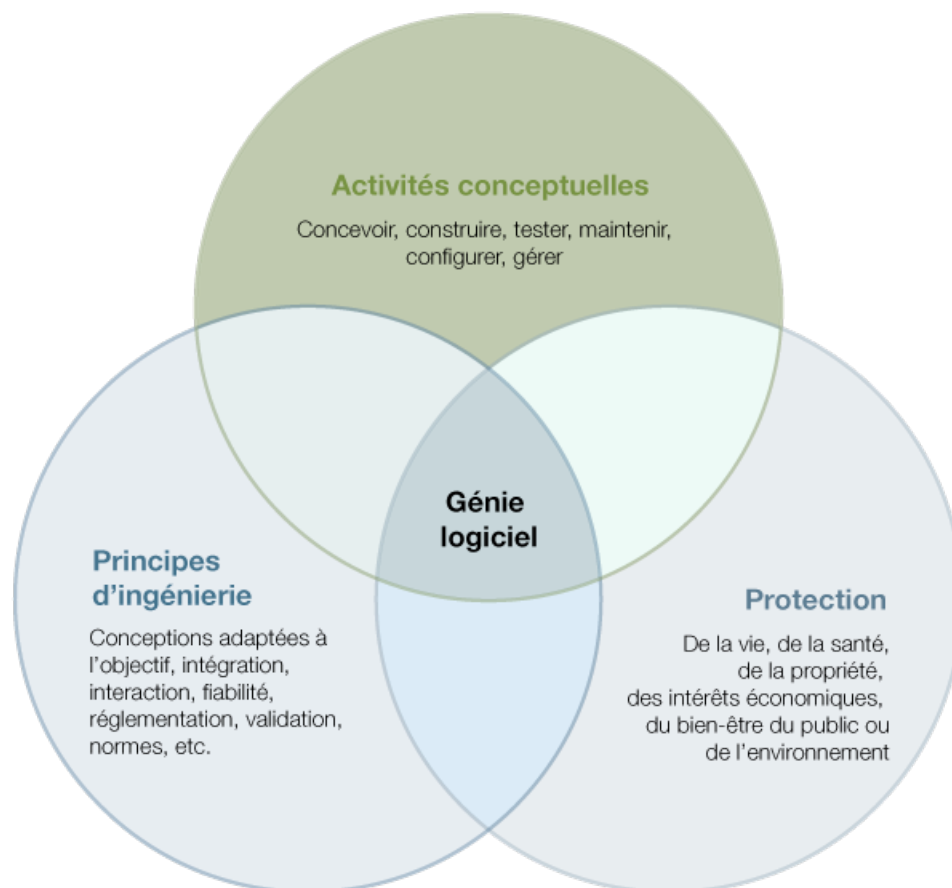 Activités conceptuelles
Concevoir, construire, tester, maintenir,
configurer, gérer
Génie
logiciel
Principes
d’ingénierie
Conceptions adaptées à
l’objectif, intégration,
interaction, fiabilité,
réglementation, validation,
normes, etc.
Protection
De la vie, de la santé,
de la propriété,
des intérêts économiques,
du bien-être du public ou
de l’environnement